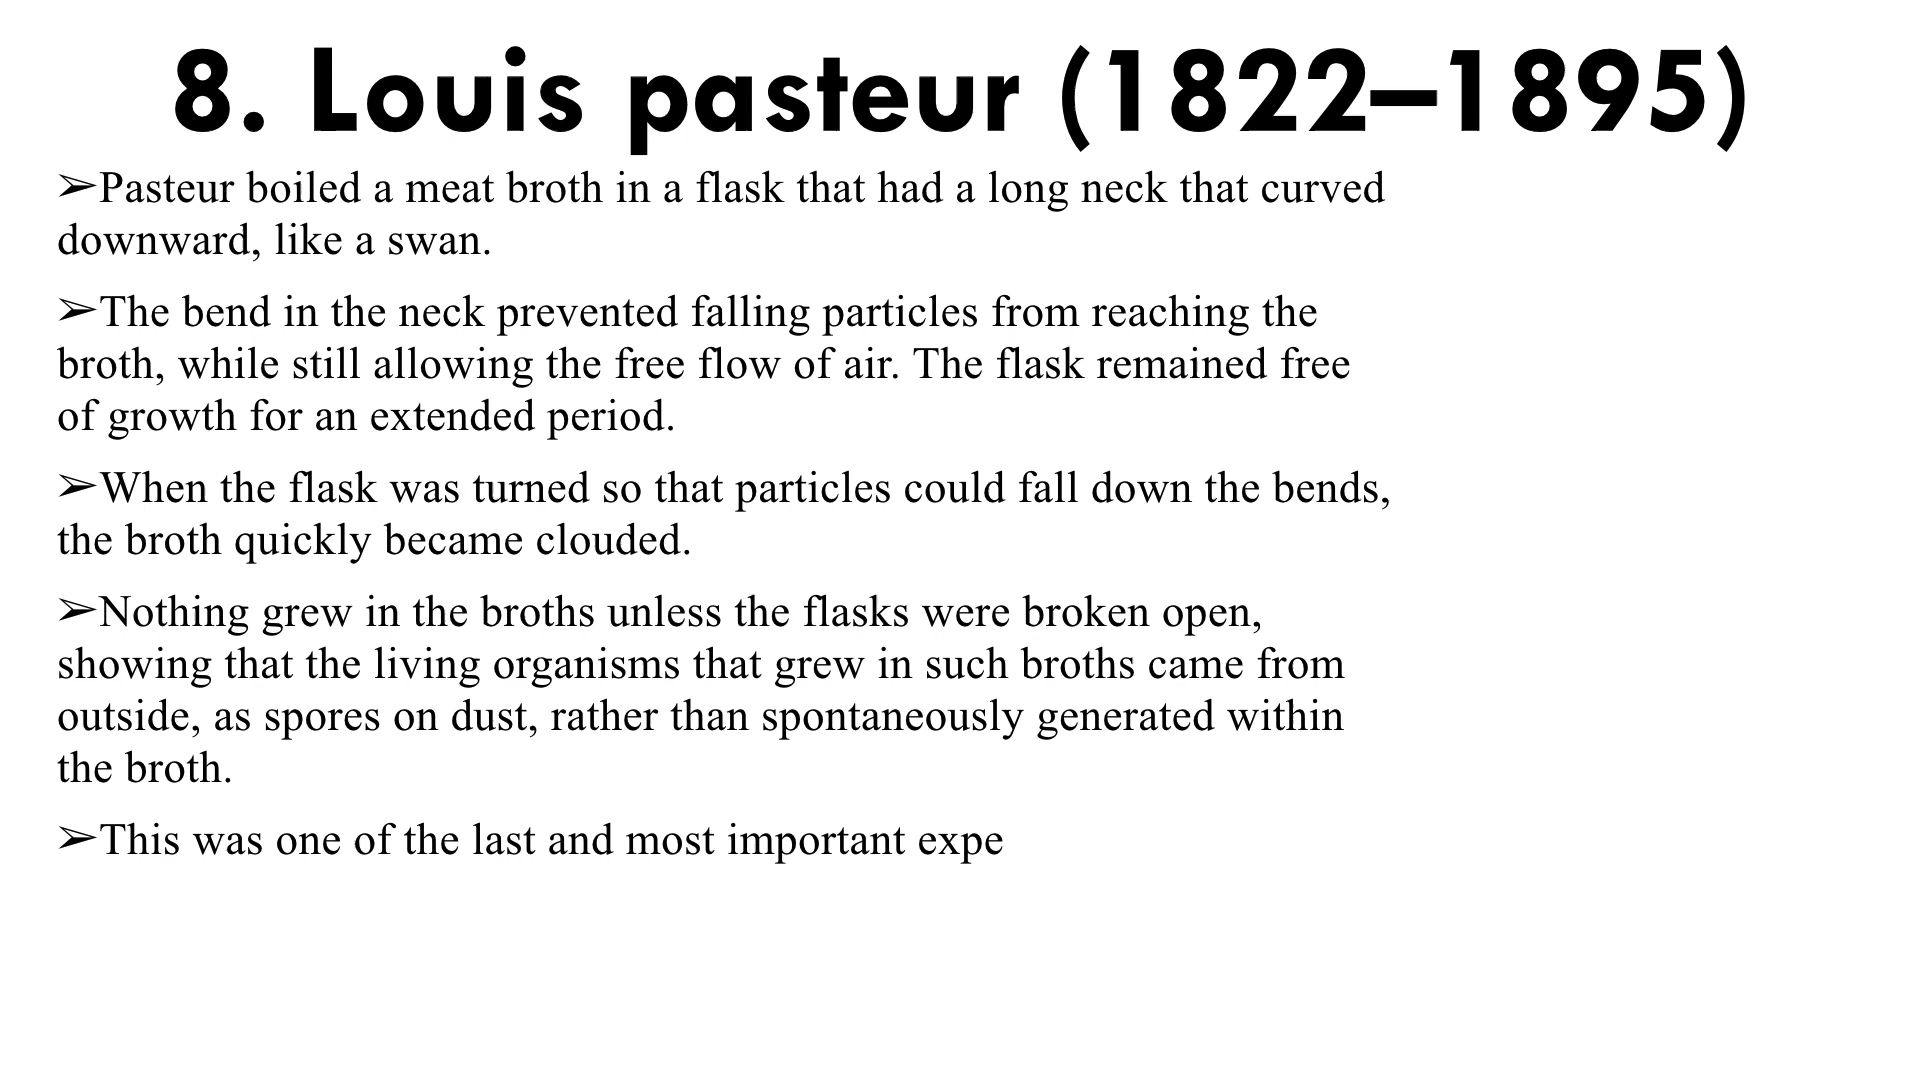 8. Louis pasteur (1822–1895)
➢Pasteur boiled a meat broth in a flask that had a long neck that curved
downward, like a swan.
➢The bend in the neck prevented falling particles from reaching the
broth, while still allowing the free flow of air. The flask remained free
of growth for an extended period.
➢When the flask was turned so that particles could fall down the bends,
the broth quickly became clouded.
➢Nothing grew in the broths unless the flasks were broken open,
showing that the living organisms that grew in such broths came from
outside, as spores on dust, rather than spontaneously generated within
the broth.
➢This was one of the last and most important expe